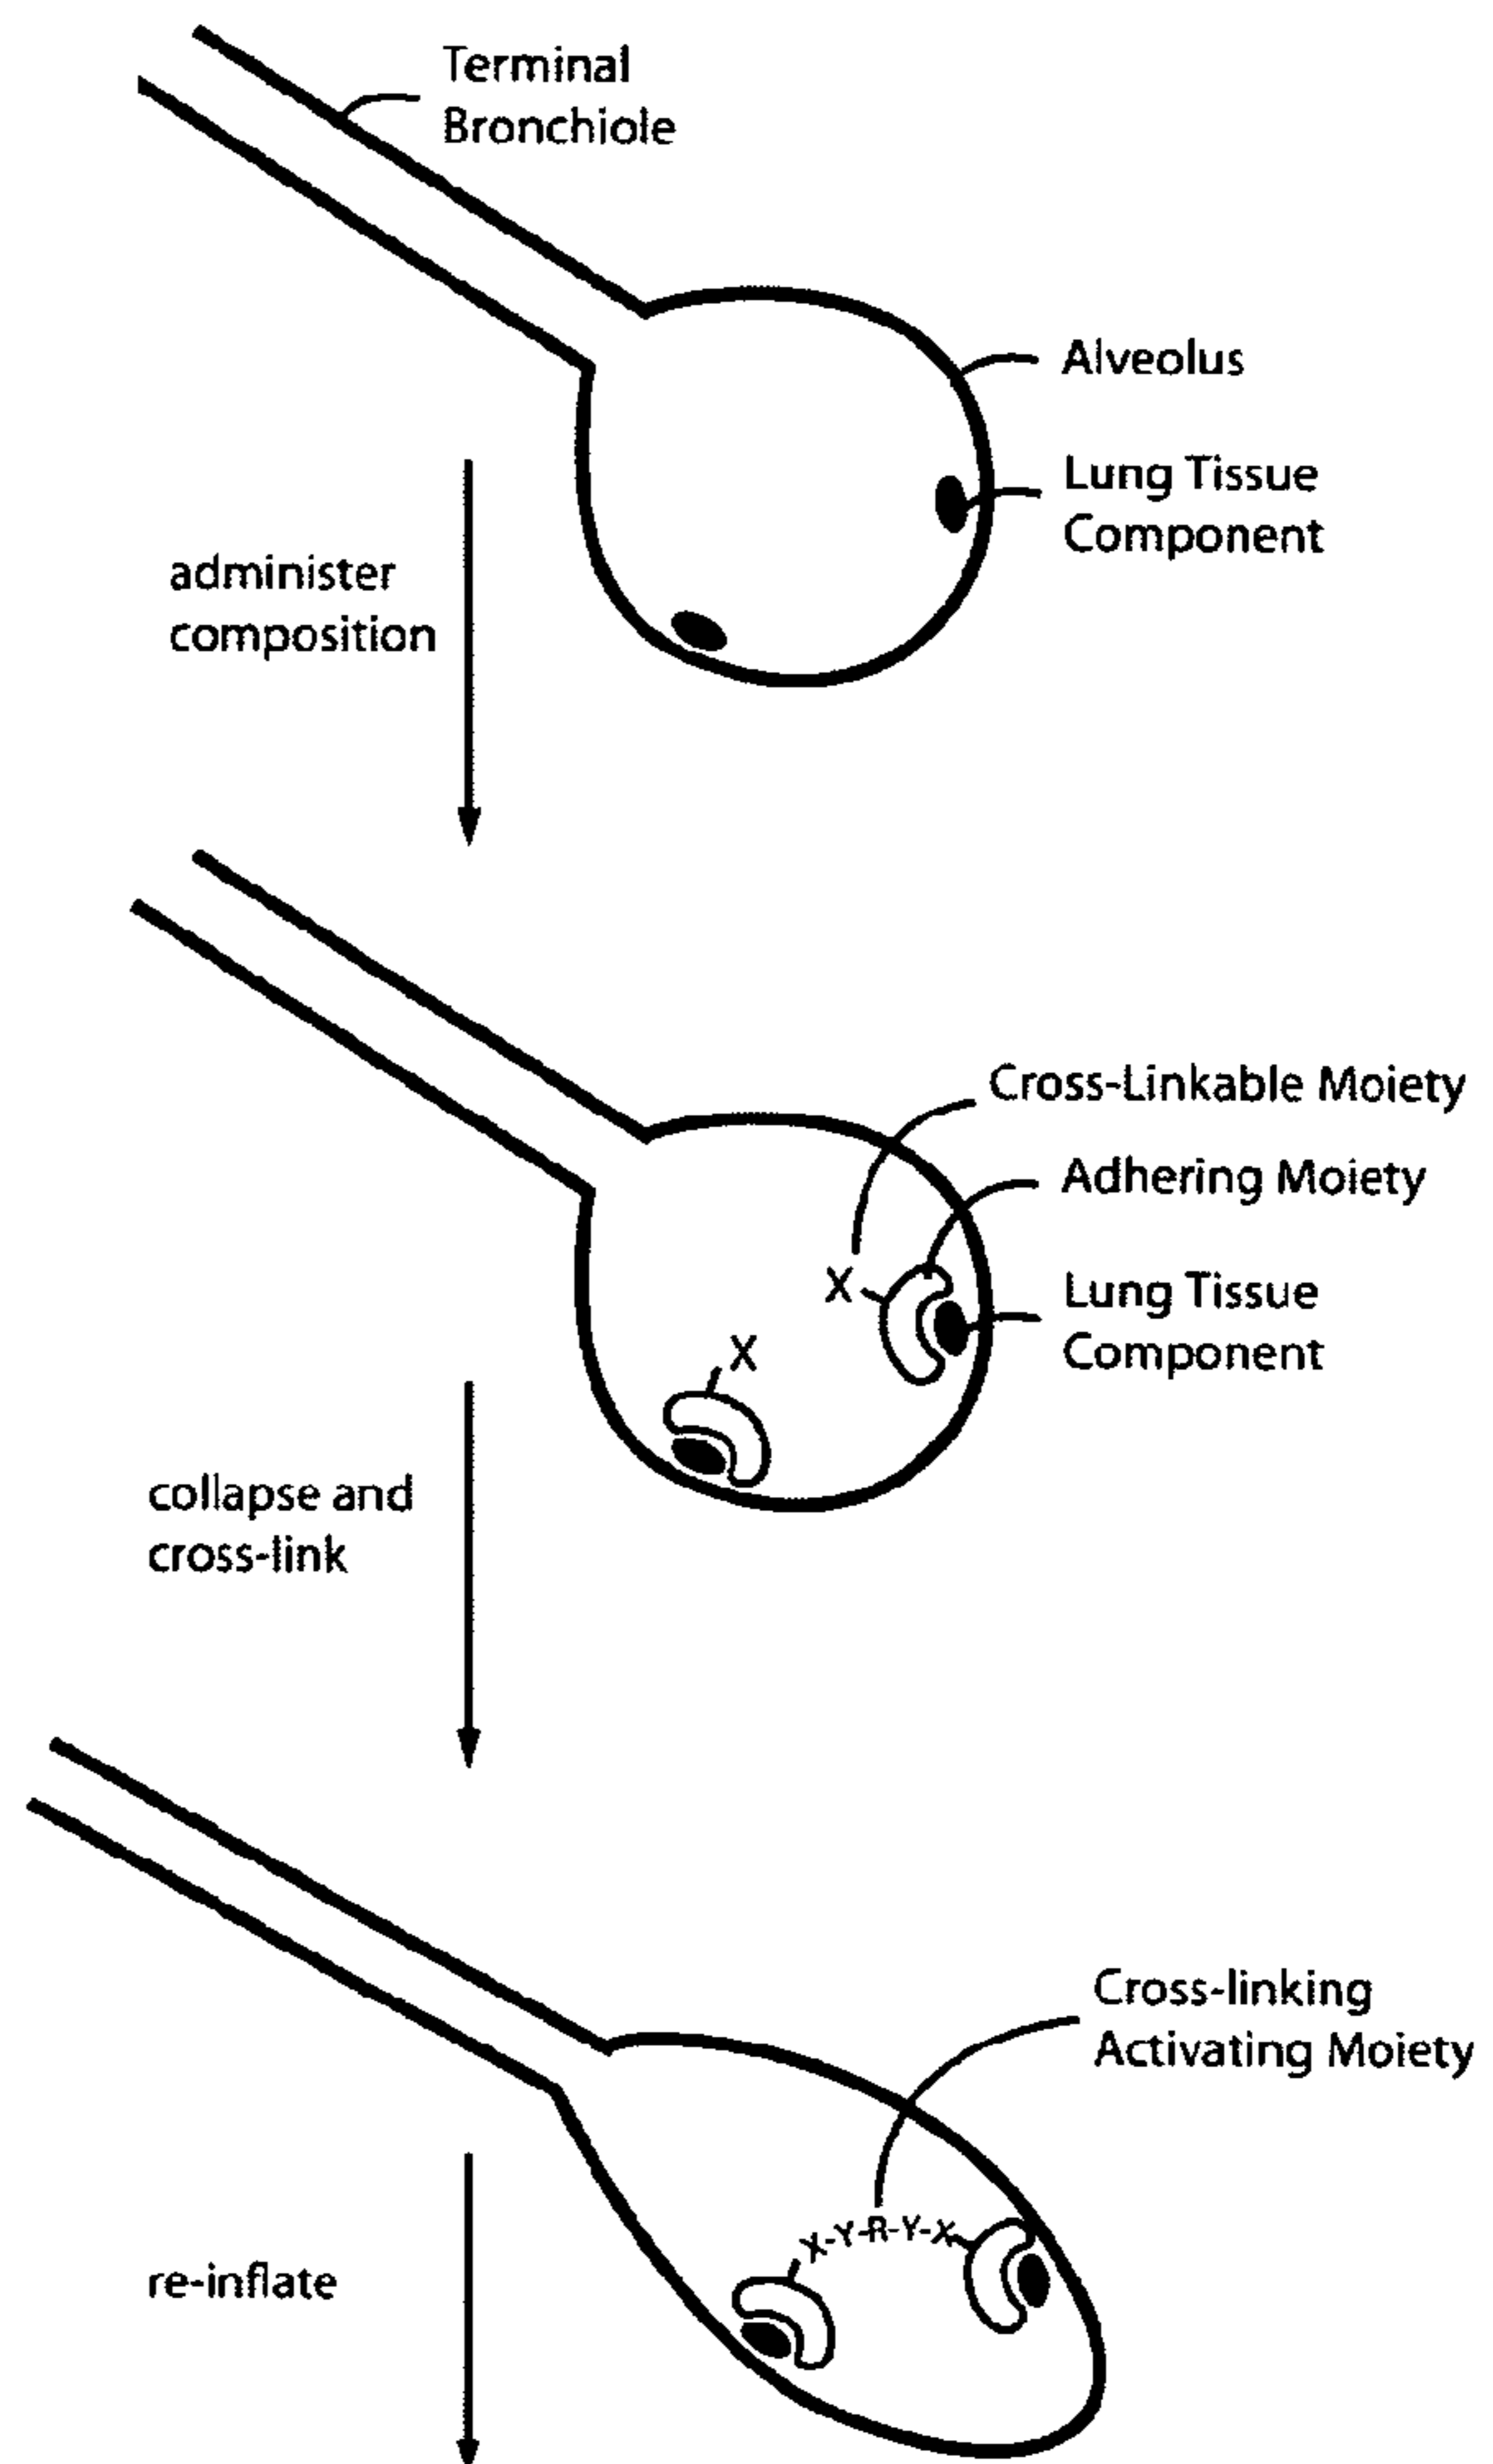 Terminal
Bronchiole
Alveolus
Lung Tissue
Component
administer
composition
Cross-Linkable Moiety
Adhering Moiety
X
Lung Tissue
Component
X
collapse and
cross-link
Cross-linking
Activating Moiety
X-Y-R-Y-X
re-inflate